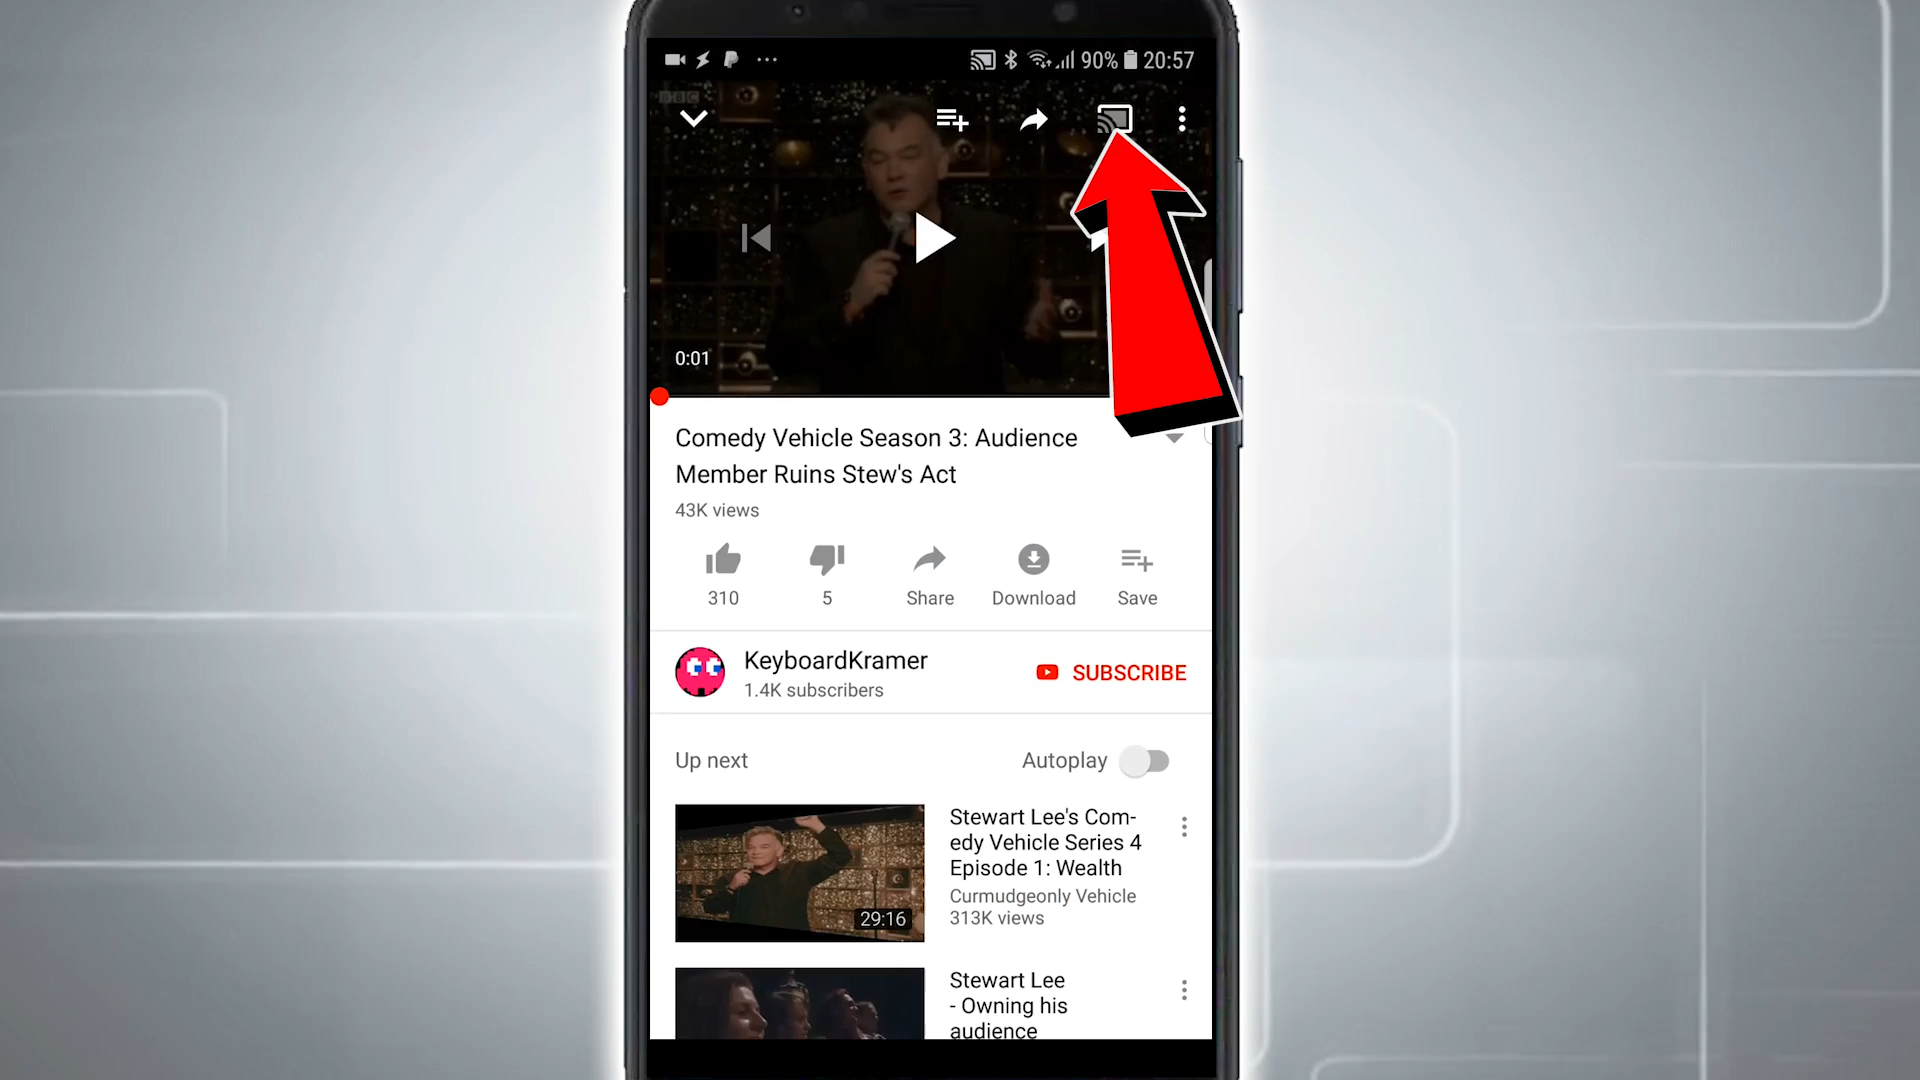 90% 20:57
BBC
0:01
Comedy Vehicle Season 3: Audience
Member Ruins Stew's Act
43K views
310 5 Share Download Save
KeyboardKramer
1.4K subscribers
SUBSCRIBE
Up next Autoplay
29:16
Stewart Lee's Com-
edy Vehicle Series 4
Episode 1: Wealth
Curmudgeonly Vehicle
313K views
Stewart Lee
- Owning his
audience